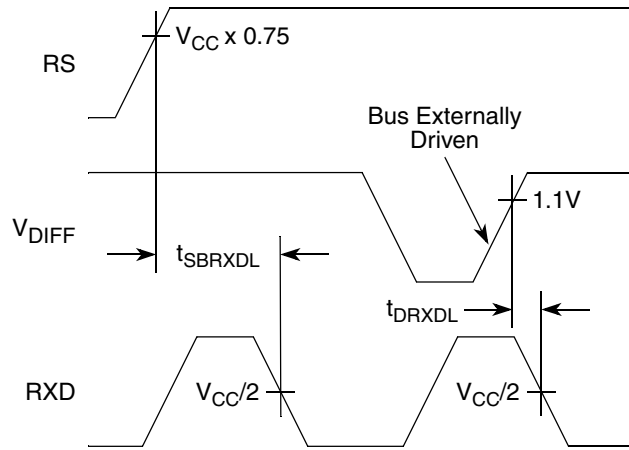 V_CC x 0.75
RS
Bus Externally
Driven
1.1V
V_DIFF
t_SBRXDL
t_DRXDL
RXD
V_CC/2
V_CC/2